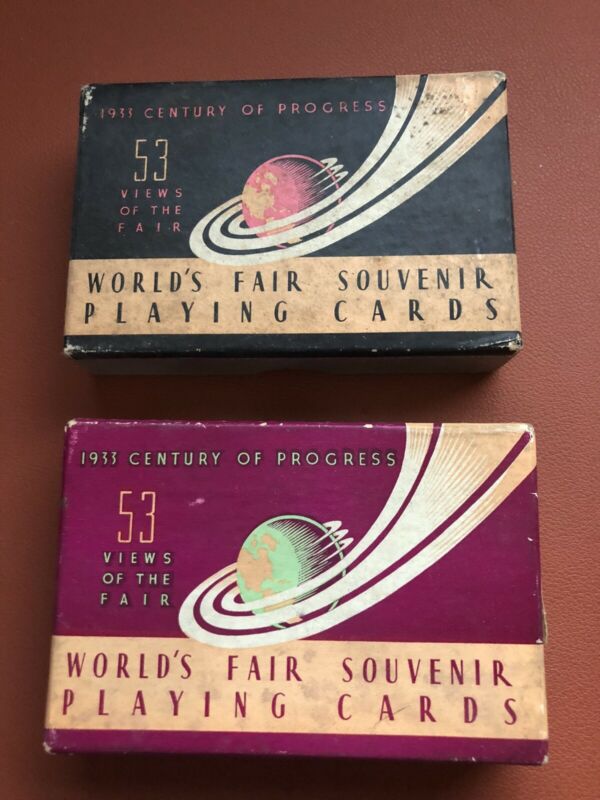 1933 CENTURY OF PROGRESS
53
VIEWS
OF THE
FAIR
WORLD'S FAIR SOUVENIR
PLAYING CARDS
1933 CENTURY OF PROGRESS
53
VIEWS
OF THE
FAIR
WORLD'S FAIR SOUVENIR
PLAYING CARDS